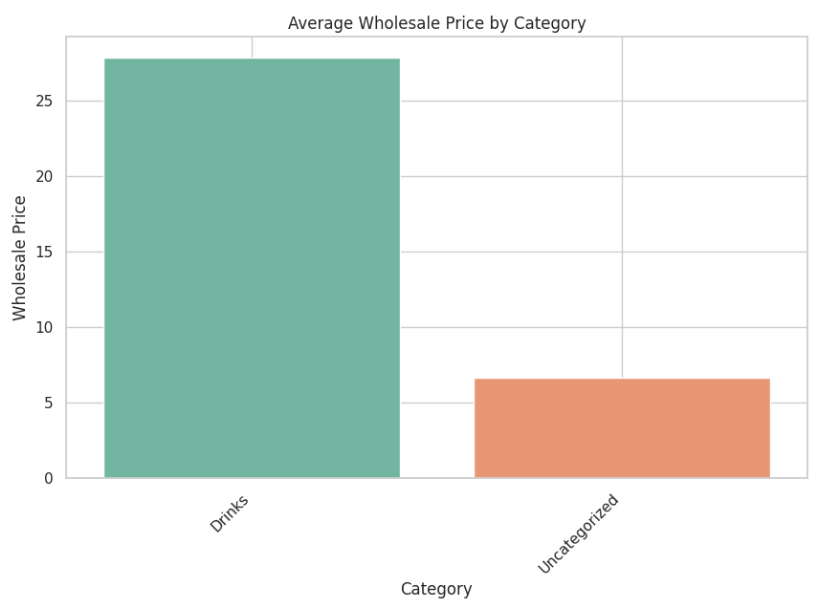 Average Wholesale Price by Category
Wholesale Price
25
20
15
10
5
0
Drinks
Uncategorized
Category